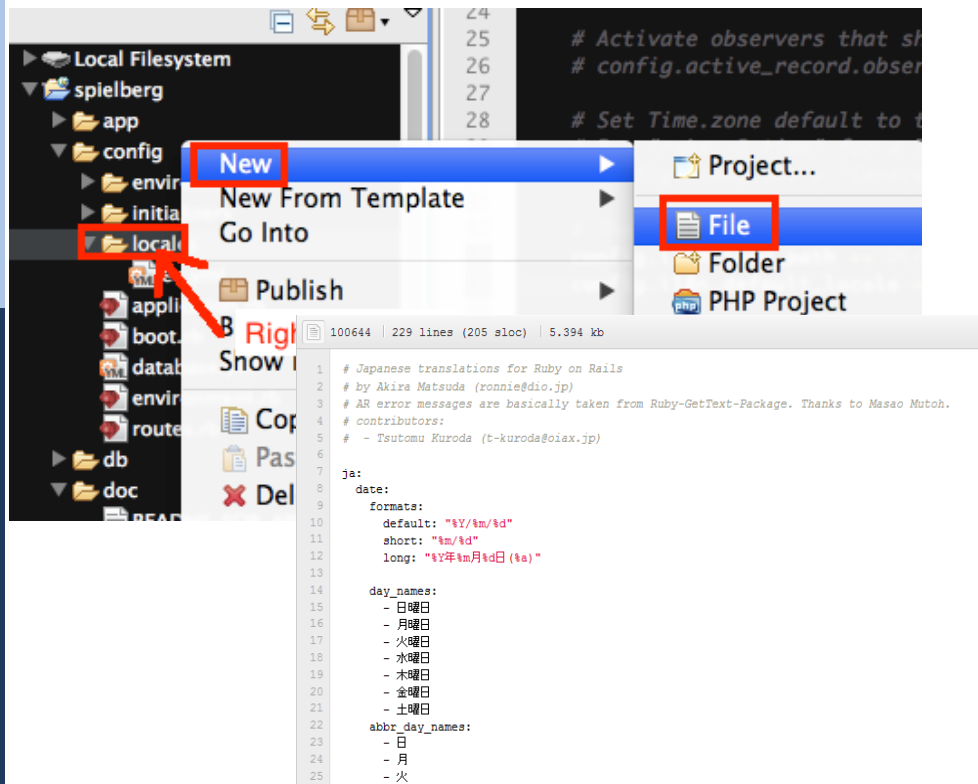 Local Filesystem
spielberg
app
config
db
doc
24
25 # Activate observers that sh
26 # config.active_record.obser
27
28 # Set Time.zone default to t
New
New From Template
Go Into
Publish
Show
Project...
File
Folder
PHP Project
100644 229 lines (205 sloc) 5.394 kb
1 # Japanese translations for Ruby on Rails
2 # by Akira Matsuda (ronnie@dio.jp)
3 # AR error messages are basically taken from Ruby-GetText-Package. Thanks to Masao Mutoh.
4 # contributors:
5 #  - Tsutomu Kuroda (t-kuroda@oiax.jp)
6
7 ja:
8 date:
9 formats:
10 default: "%Y/%m/%d"
11 short: "%m/%d"
12 long: "%Y年%m月%d日(%a)"
13
14 day_names:
15 - 日曜日
16 - 月曜日
17 - 火曜日
18 - 水曜日
19 - 木曜日
20 - 金曜日
21 - 土曜日
22 abbr_day_names:
23 - 日
24 - 月
25 - 火